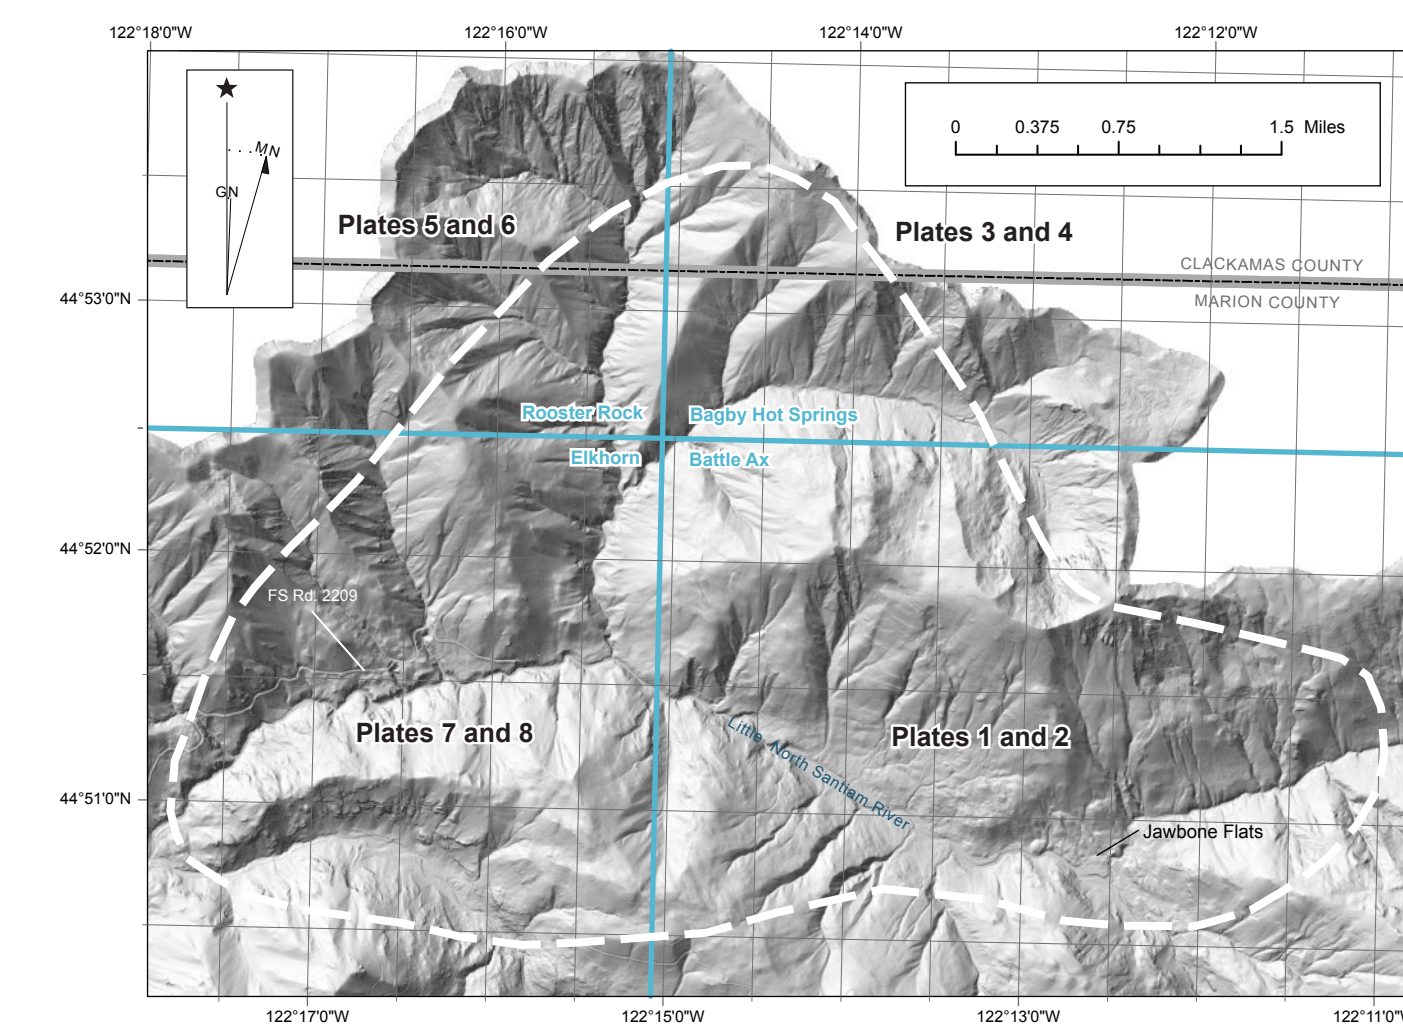 122°18'0"W 122°16'0"W 122°14'0"W 122°12'0"W
MN
GN
0 0.375 0.75 1.5 Miles
Plates 5 and 6
Plates 3 and 4
CLACKAMAS COUNTY
MARION COUNTY
44°53'0"N
Rooster Rock
Bagby Hot Springs
Elkhorn
Battle Ax
44°52'0"N
FS Rd. 2209
Plates 7 and 8
Little North Santiam River
Plates 1 and 2
44°51'0"N
Jawbone Flats
122°17'0"W 122°15'0"W 122°13'0"W 122°11'0"W